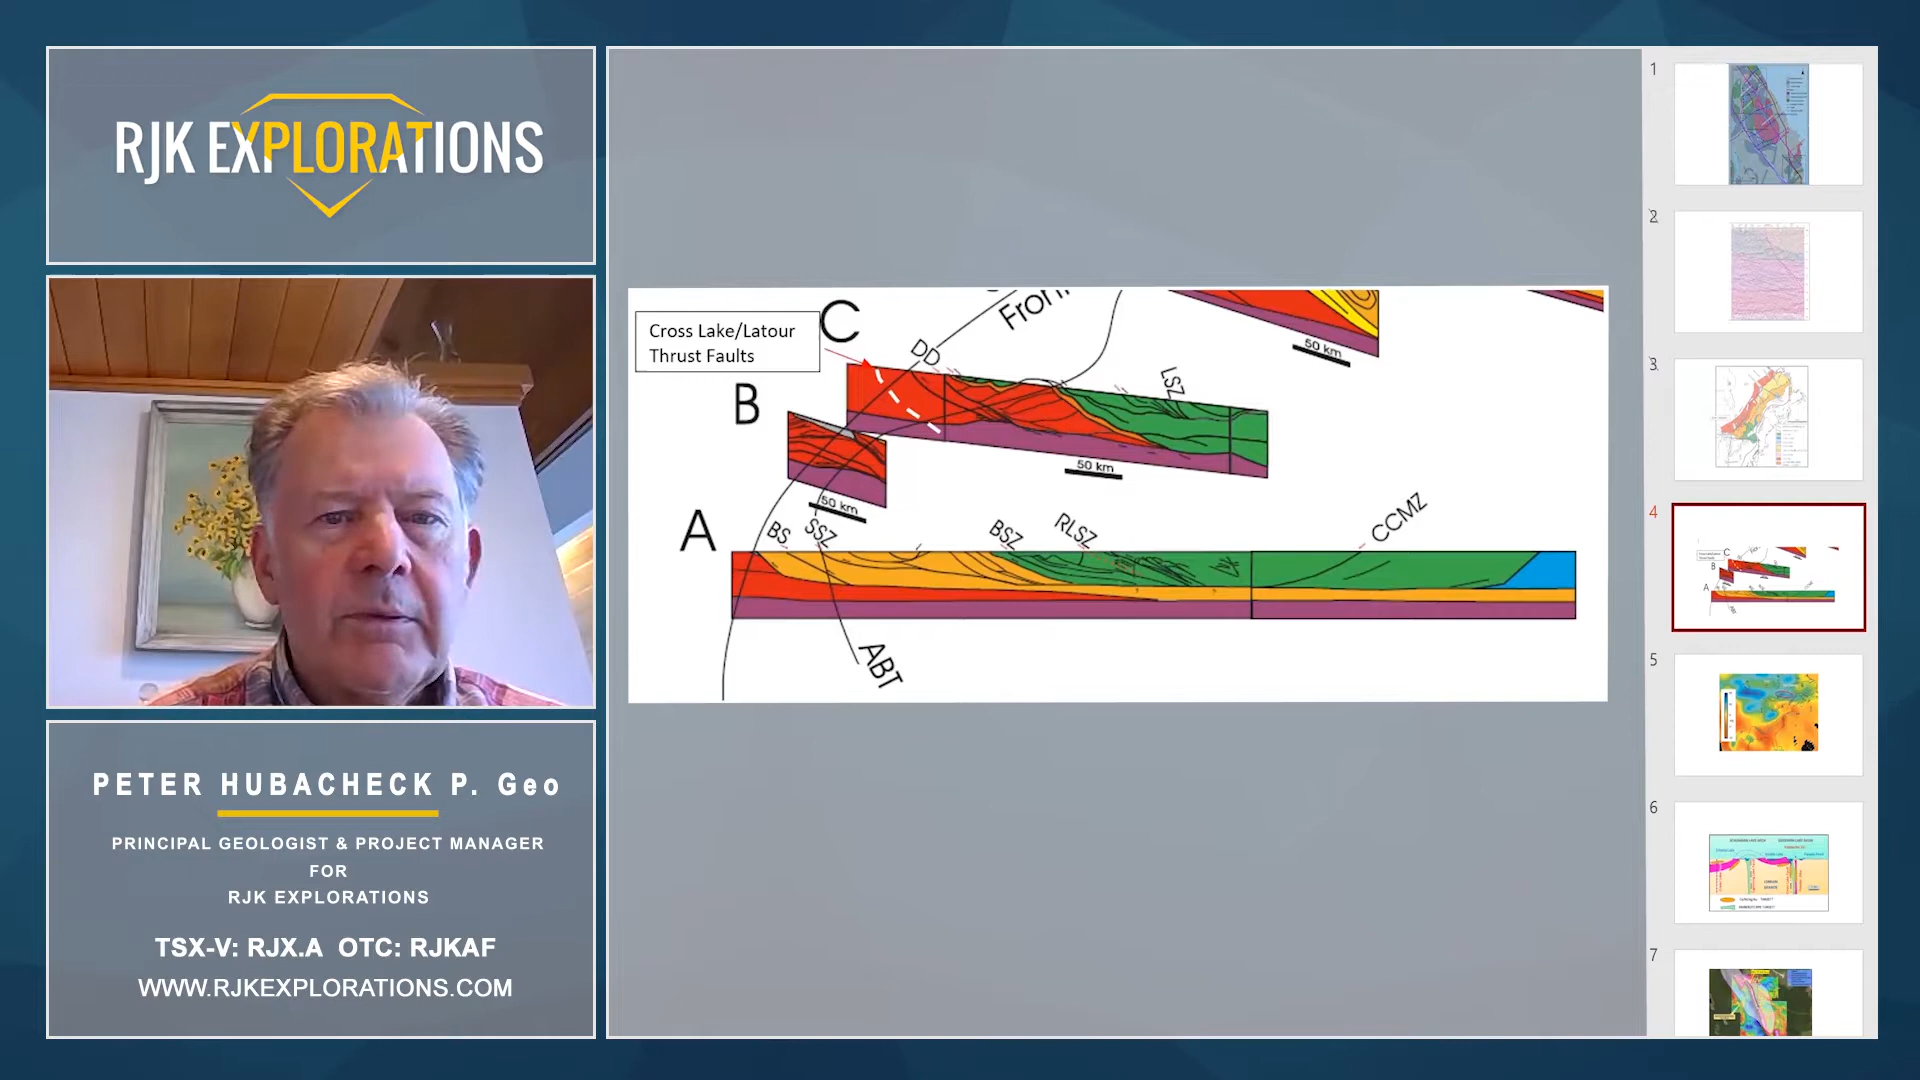 RJK EXPLORATIONS
PETER HUBACHECK P. Geo
PRINCIPAL GEOLOGIST & PROJECT MANAGER
FOR
RJK EXPLORATIONS
TSX-V: RJX.A OTC: RJKAF
WWW.RJKEXPLORATIONS.COM
Cross Lake/Latour
Thrust Faults
C
Front
50 km
DD
LSZ
B
50 km
50 km
A
BS
SSZ
BSZ
RLSZ
CCMZ
ABT
1
2
3
4
5
6
7